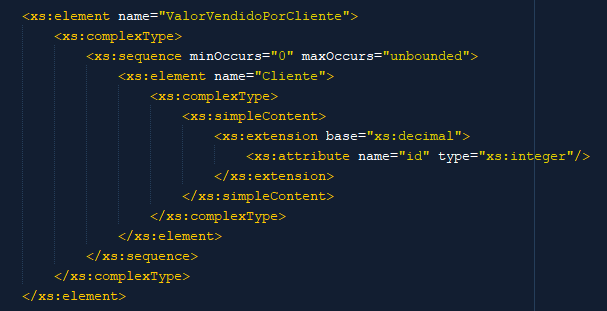 <xs:element name="ValorVendidoPorCliente">
    <xs:complexType>
        <xs:sequence minOccurs="0" maxOccurs="unbounded">
            <xs:element name="Cliente">
                <xs:complexType>
                    <xs:simpleContent>
                        <xs:extension base="xs:decimal">
                            <xs:attribute name="id" type="xs:integer"/>
                        </xs:extension>
                    </xs:simpleContent>
                </xs:complexType>
            </xs:element>
        </xs:sequence>
    </xs:complexType>
</xs:element>